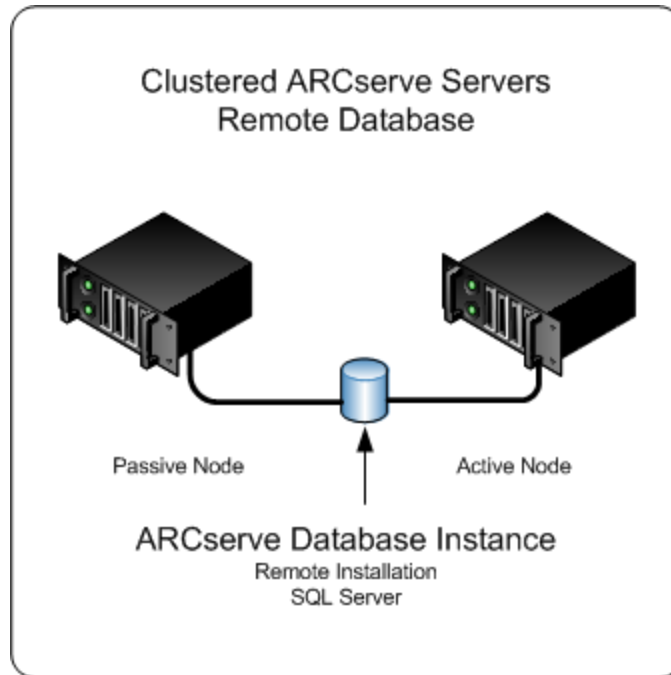 Clustered ARCserve Servers
Remote Database
Passive Node
Active Node
ARCserve Database Instance
Remote Installation
SQL Server